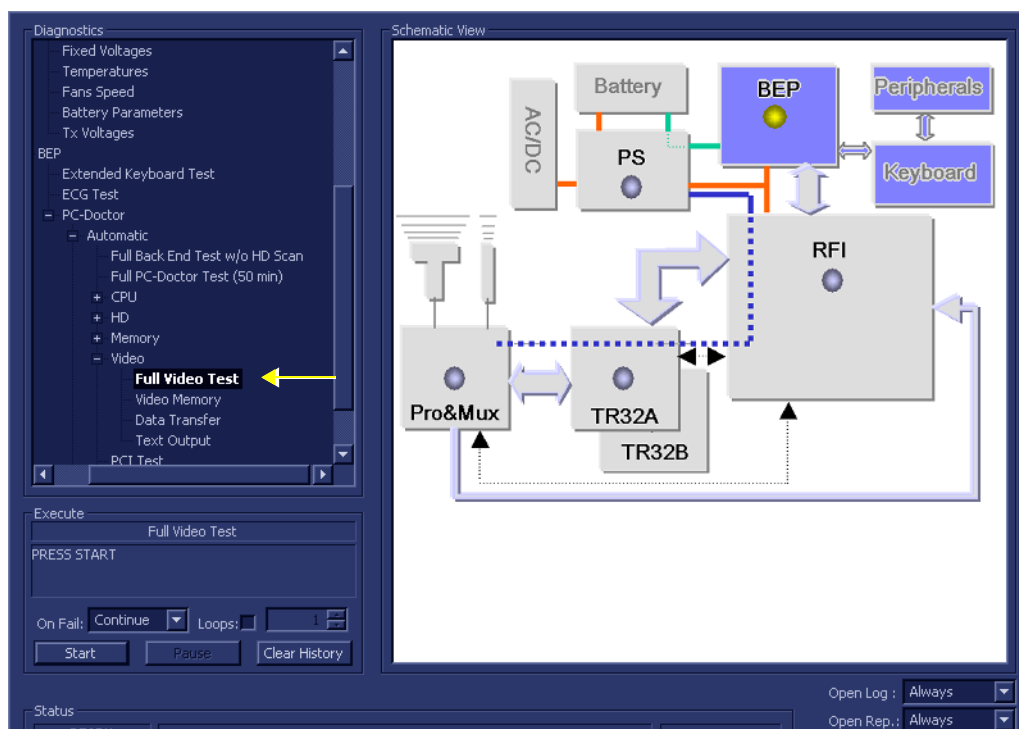 Diagnostics
Fixed Voltages
Temperatures
Fans Speed
Battery Parameters
Tx Voltages
BEP
Extended Keyboard Test
ECG Test
PC-Doctor
Automatic
Full Back End Test w/o HD Scan
Full PC-Doctor Test (50 min)
CPU
HD
Memory
Video
Full Video Test
Video Memory
Data Transfer
Text Output
PCI Test
Execute
Full Video Test
PRESS START
On Fail: Continue Loops: 1
Start Pause Clear History
Schematic View
Battery
BEP
Peripherals
AC/DC
PS
Keyboard
RFI
Pro&Mux
TR32A
TR32B
Open Log : Always
Status
Open Rep.: Always